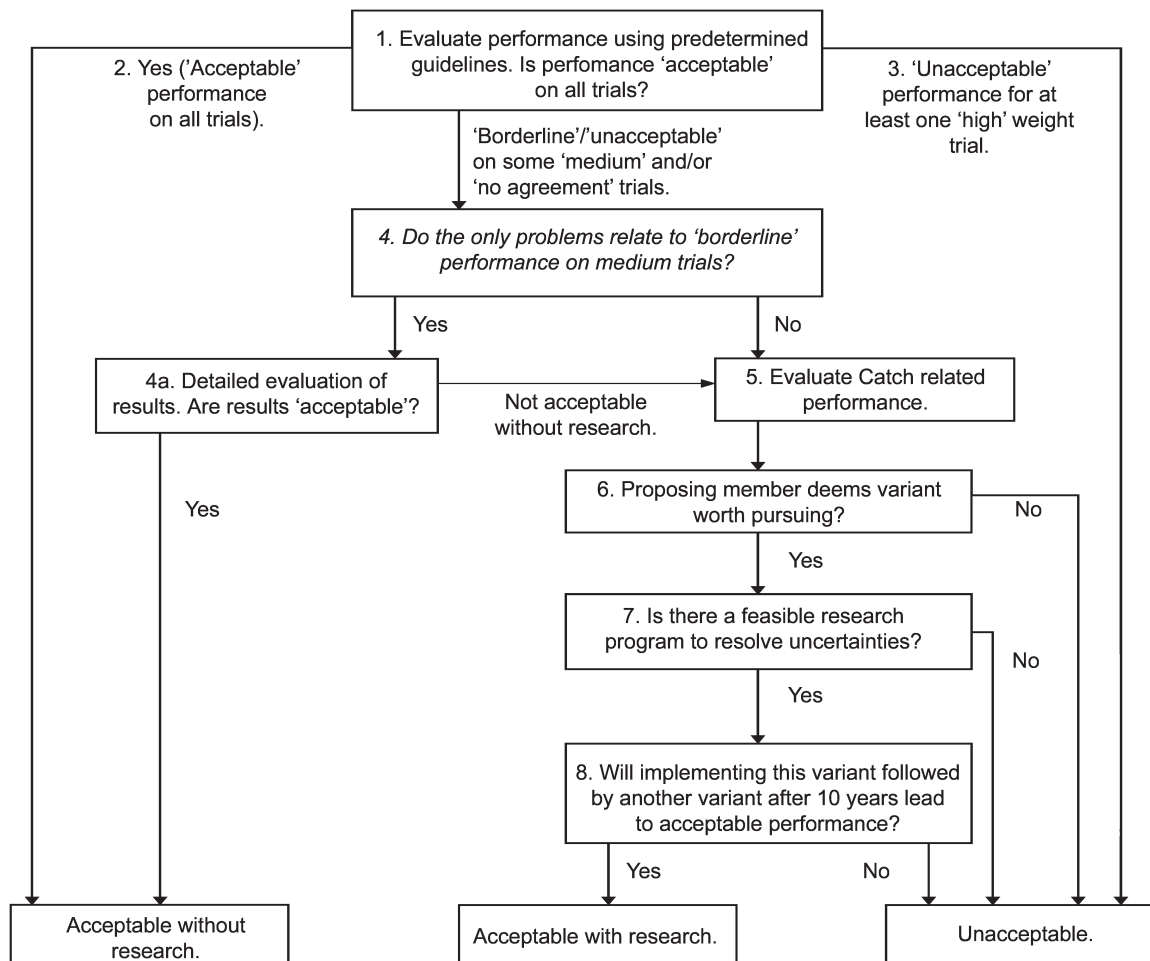 1. Evaluate performance using predetermined
guidelines. Is perfomance ‘acceptable’
on all trials?
2. Yes (’Acceptable’
performance
on all trials).
3. ‘Unacceptable’
performance for at
least one ‘high’ weight
trial.
‘Borderline’/’unacceptable’
on some ‘medium’ and/or
‘no agreement’ trials.
4. Do the only problems relate to ‘borderline’
performance on medium trials?
Yes
No
4a. Detailed evaluation of
results. Are results ‘acceptable’?
Not acceptable
without research.
5. Evaluate Catch related
performance.
Yes
6. Proposing member deems variant
worth pursuing?
No
Yes
7. Is there a feasible research
program to resolve uncertainties?
No
Yes
8. Will implementing this variant followed
by another variant after 10 years lead
to acceptable performance?
Yes
No
Acceptable without
research.
Acceptable with research.
Unacceptable.